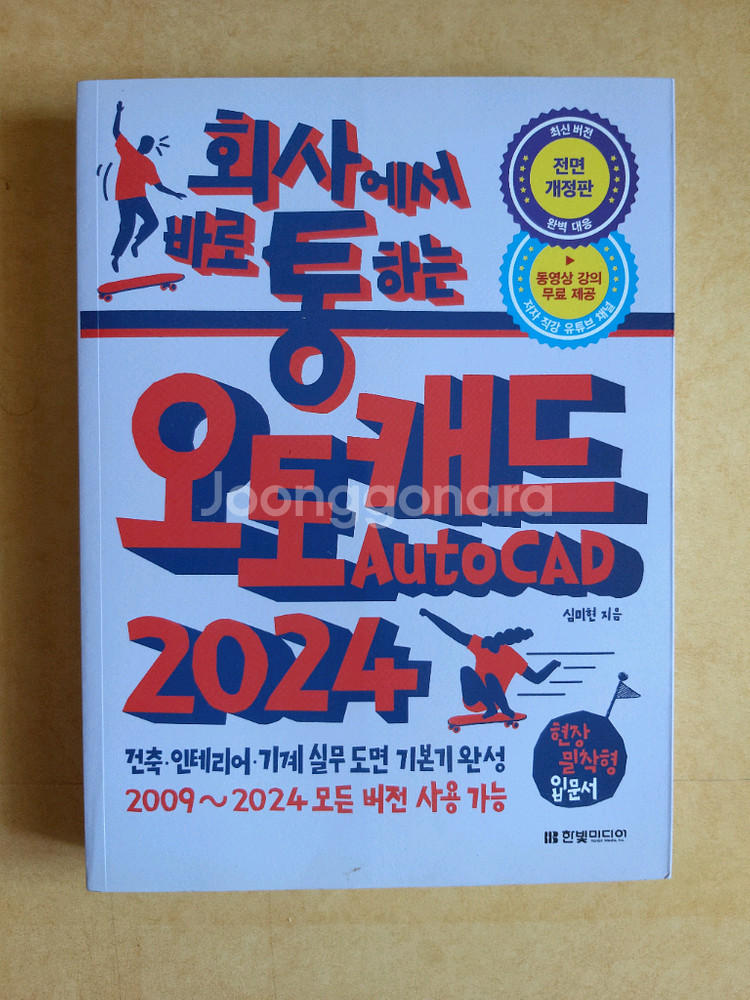 회사에서
바로 통하는
최신 버전
전면
개정판
완벽 대응
동영상 강의
무료 제공
저자 직강 유튜브 채널
오토캐드
Joonggonara
AutoCAD
심미현 지음
2024
건축·인테리어·기계 실무 도면 기본기 완성
2009~2024 모든 버전 사용 가능
현장
밀착형
입문서
한빛미디어
Hanbit Media, Inc.